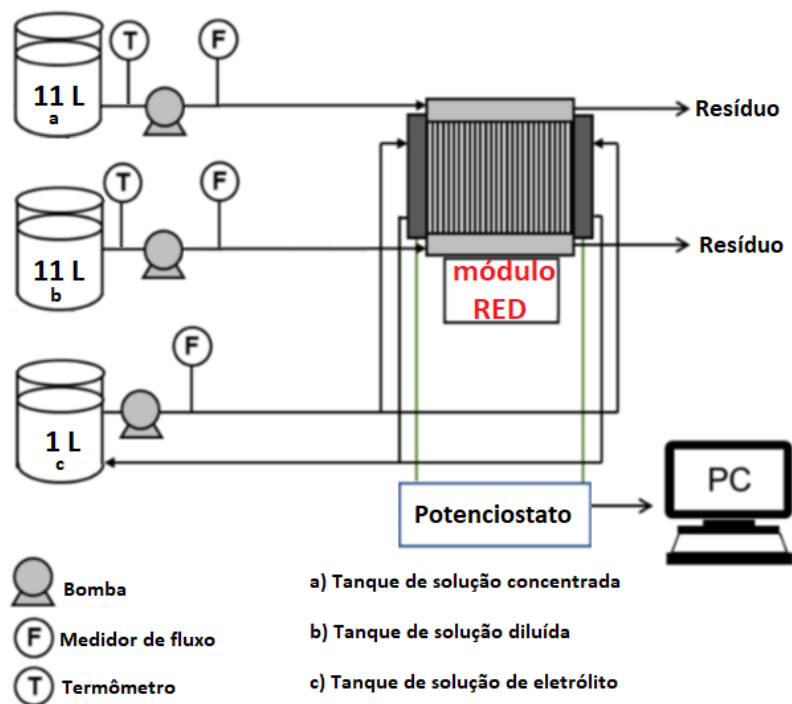 T
F
11 L
a
Resíduo
T
F
11 L
b
Resíduo
módulo
RED
F
1 L
c
Potenciostato
PC
Bomba
a) Tanque de solução concentrada
F
Medidor de fluxo
b) Tanque de solução diluída
T
Termômetro
c) Tanque de solução de eletrólito